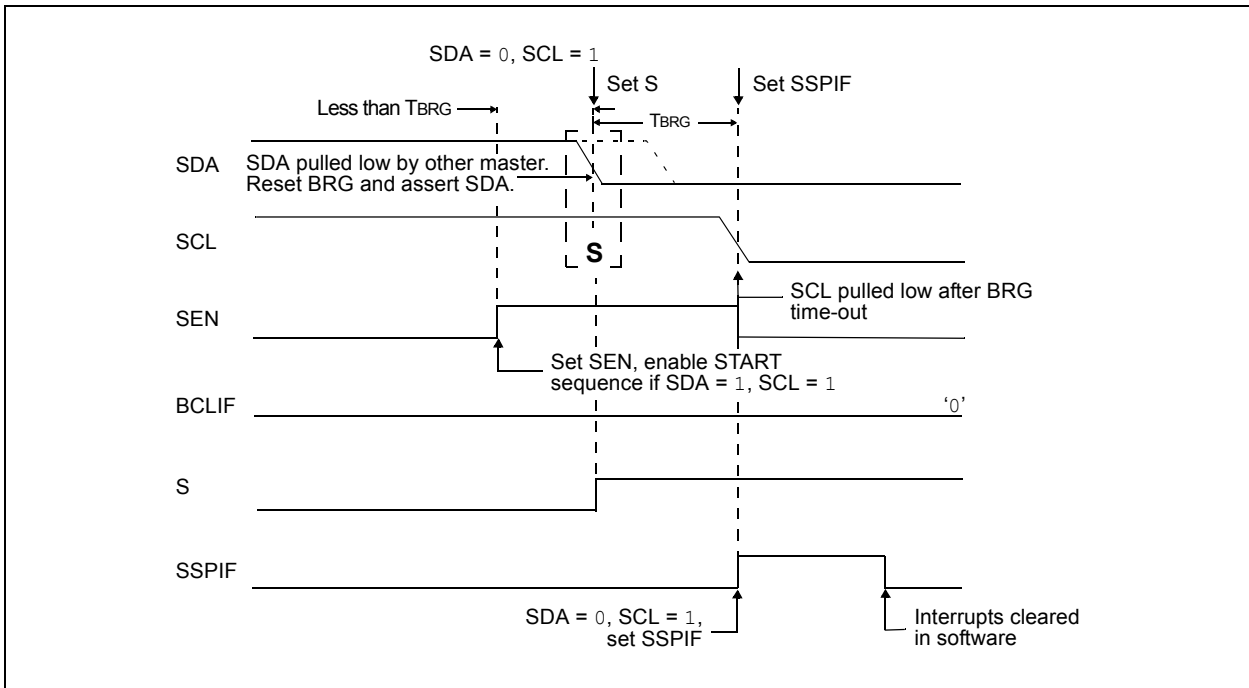 SDA = 0, SCL = 1
Set S
Set SSPIF
Less than TBRG
TBRG
SDA
SDA pulled low by other master.
Reset BRG and assert SDA.
SCL
S
SCL pulled low after BRG
time-out
SEN
Set SEN, enable START
sequence if SDA = 1, SCL = 1
BCLIF
‘0’
S
SSPIF
SDA = 0, SCL = 1,
set SSPIF
Interrupts cleared
in software